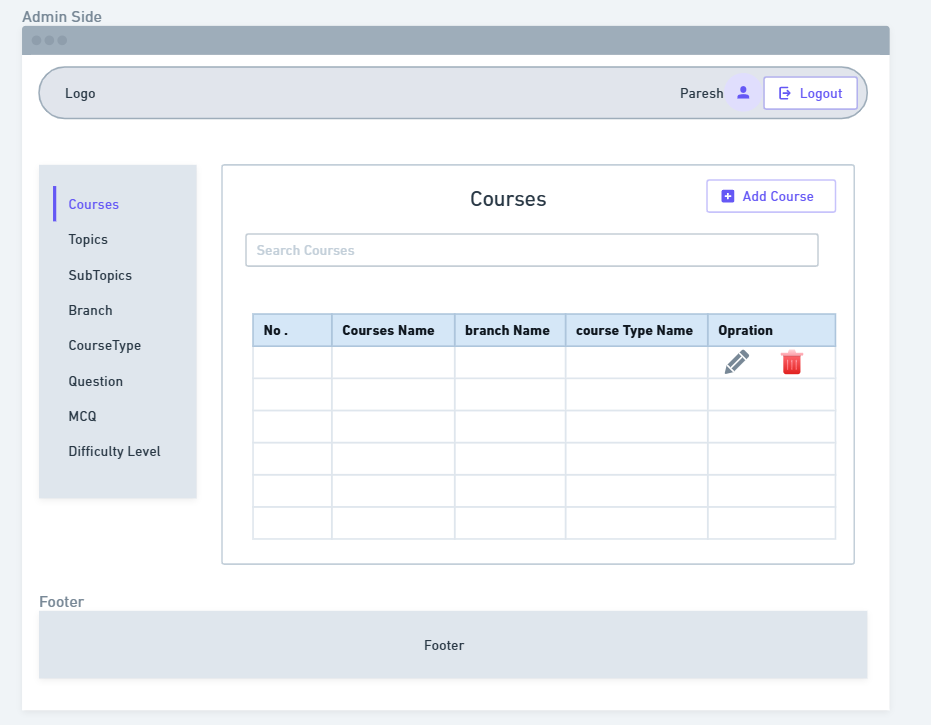 Admin Side
Logo
Paresh
Logout
Courses
Topics
SubTopics
Branch
CourseType
Question
MCQ
Difficulty Level
Courses
Add Course
Search Courses
No . Courses Name branch Name course Type Name Opration
Footer
Footer